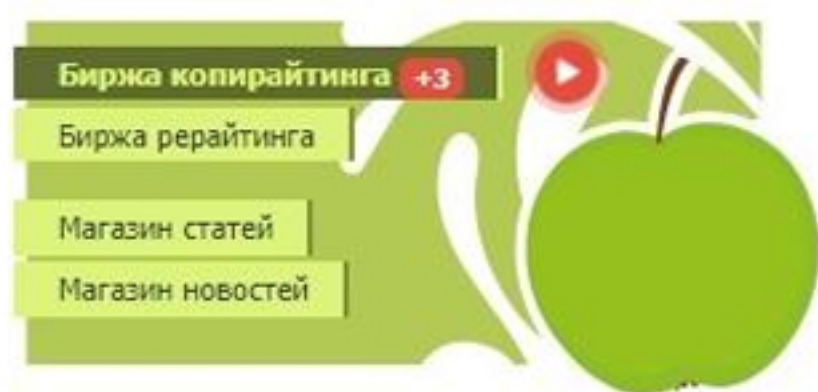 Биржа копирайтинга +3
Биржа рерайтинга
Магазин статей
Магазин новостей